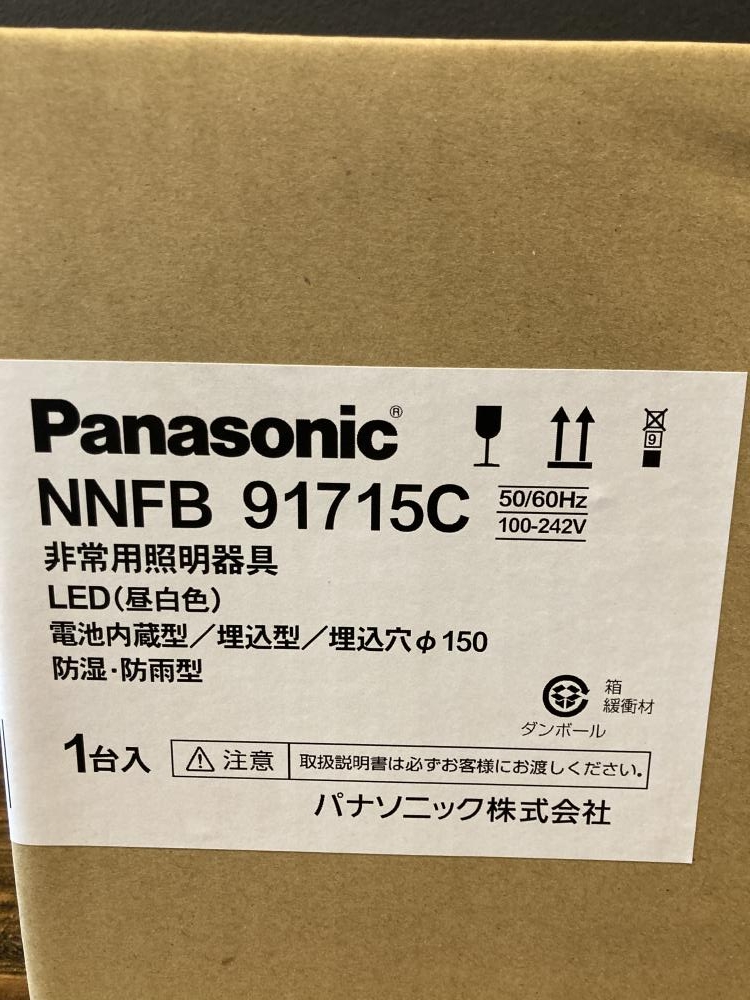 Panasonic®
NNFB 91715C
50/60Hz
100-242V
9
非常用照明器具
LED(昼白色)
電池内蔵型／埋込型／埋込穴φ150
防湿・防雨型
箱
緩衝材
ダンボール
1台入
注意
取扱説明書は必ずお客様にお渡しください。
パナソニック株式会社